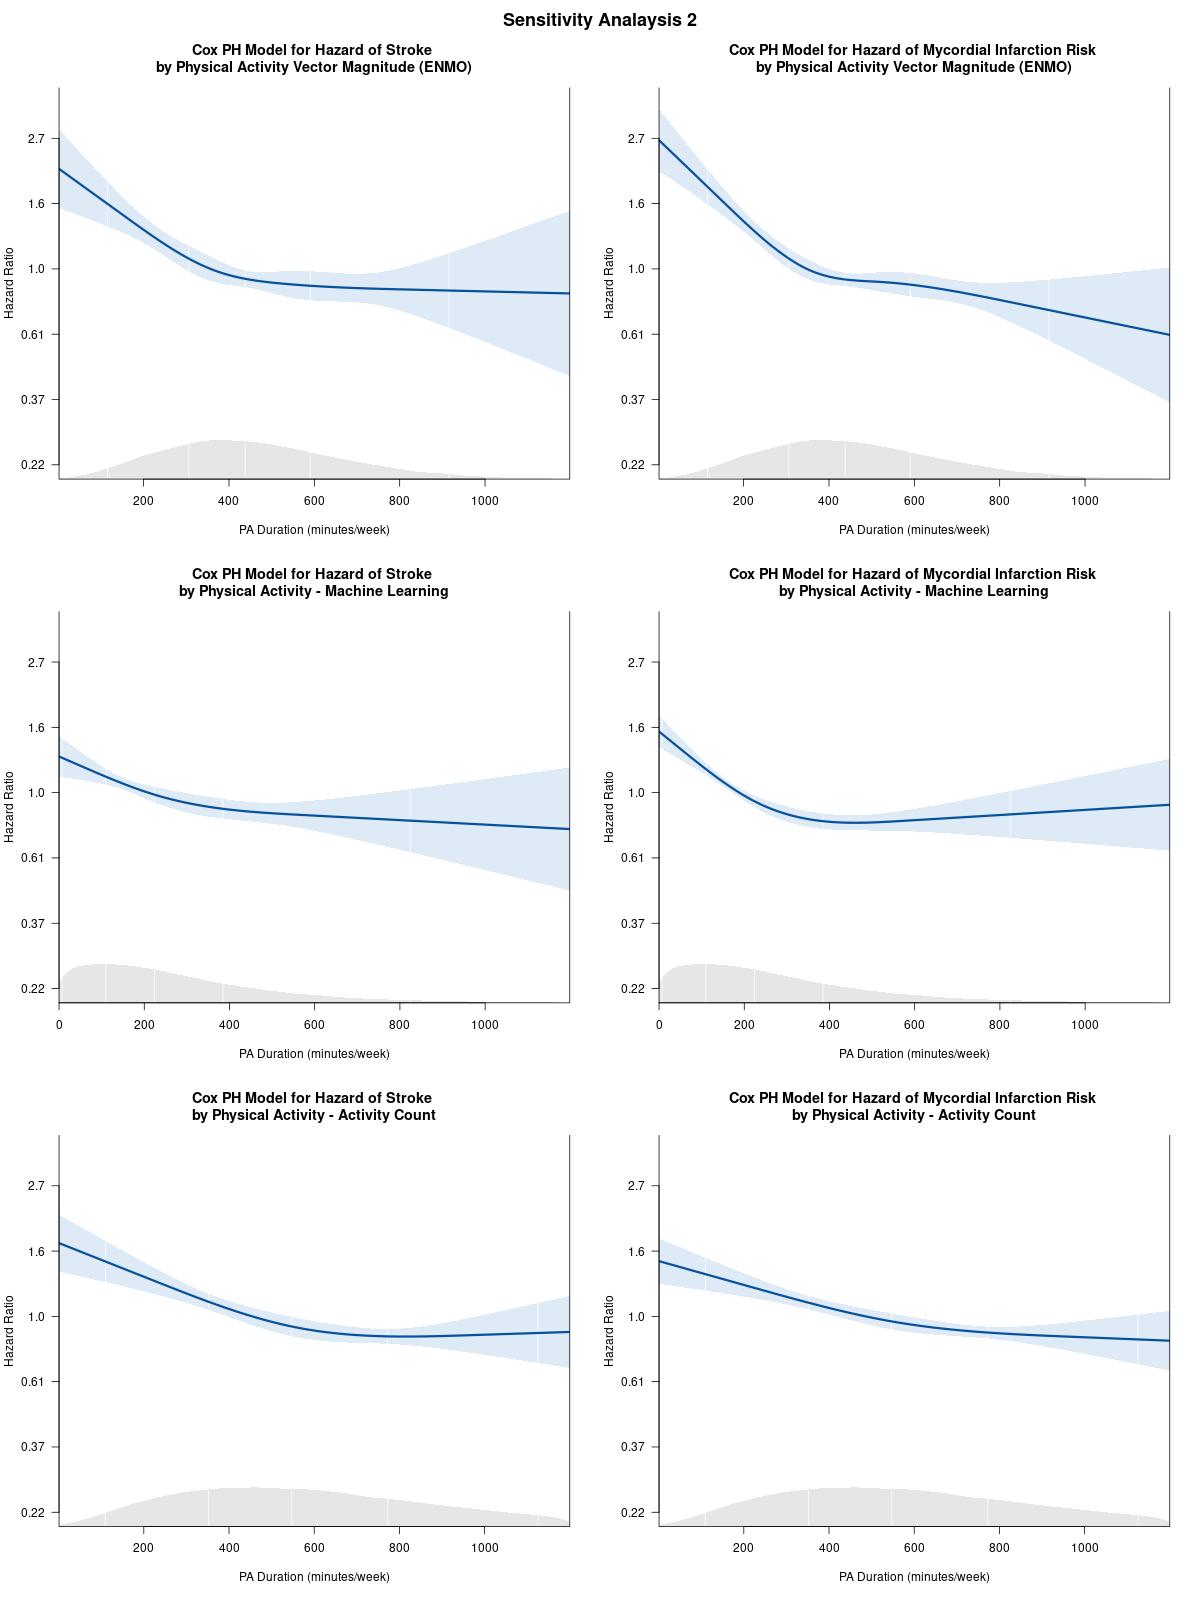 Sensitivity Analaysis 2
Cox PH Model for Hazard of Stroke
by Physical Activity Vector Magnitude (ENMO)
Hazard Ratio
2.7
1.6
1.0
0.61
0.37
0.22
200 400 600 800 1000
PA Duration (minutes/week)
Cox PH Model for Hazard of Mycordial Infarction Risk
by Physical Activity Vector Magnitude (ENMO)
Hazard Ratio
2.7
1.6
1.0
0.61
0.37
0.22
200 400 600 800 1000
PA Duration (minutes/week)
Cox PH Model for Hazard of Stroke
by Physical Activity - Machine Learning
Hazard Ratio
2.7
1.6
1.0
0.61
0.37
0.22
0 200 400 600 800 1000
PA Duration (minutes/week)
Cox PH Model for Hazard of Mycordial Infarction Risk
by Physical Activity - Machine Learning
Hazard Ratio
2.7
1.6
1.0
0.61
0.37
0.22
0 200 400 600 800 1000
PA Duration (minutes/week)
Cox PH Model for Hazard of Stroke
by Physical Activity - Activity Count
Hazard Ratio
2.7
1.6
1.0
0.61
0.37
0.22
200 400 600 800 1000
PA Duration (minutes/week)
Cox PH Model for Hazard of Mycordial Infarction Risk
by Physical Activity - Activity Count
Hazard Ratio
2.7
1.6
1.0
0.61
0.37
0.22
200 400 600 800 1000
PA Duration (minutes/week)